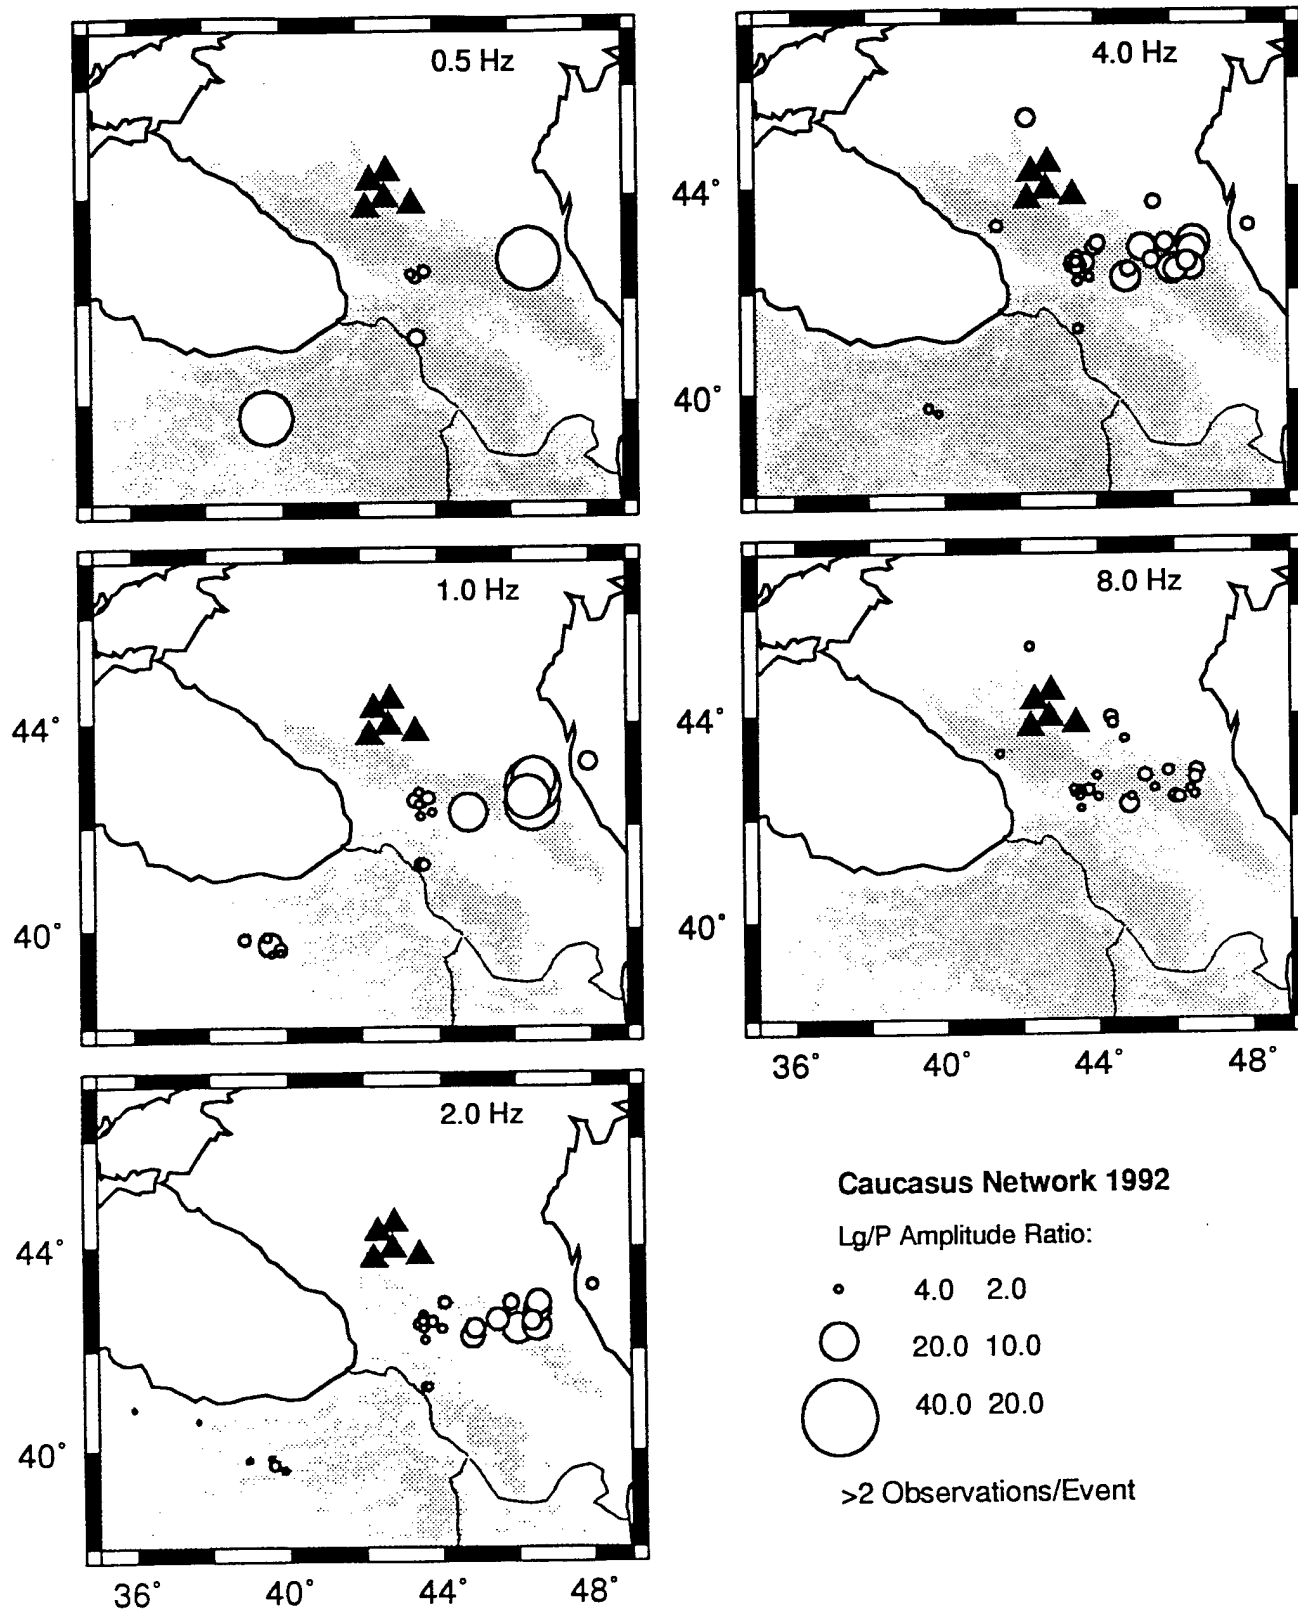 0.5 Hz
4.0 Hz
44°
40°
1.0 Hz
44°
40°
8.0 Hz
44°
40°
36° 40° 44° 48°
2.0 Hz
44°
40°
36° 40° 44° 48°
Caucasus Network 1992
Lg/P Amplitude Ratio:
4.0 2.0
20.0 10.0
40.0 20.0
>2 Observations/Event